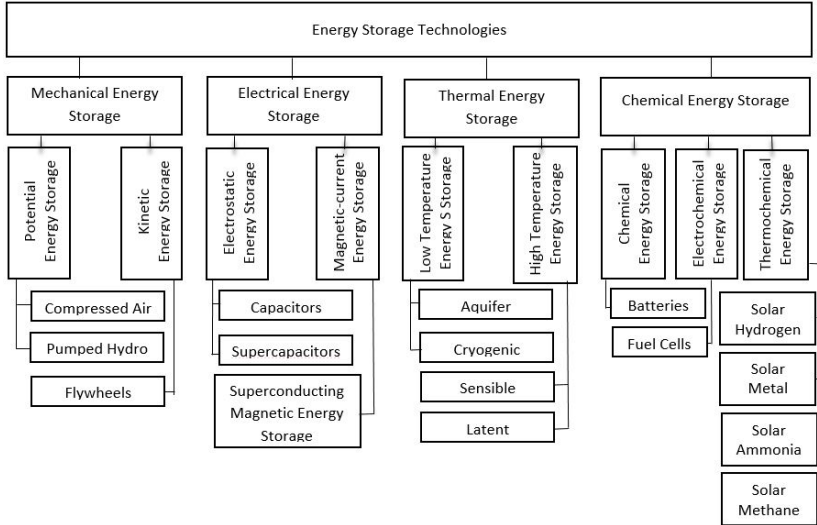 Energy Storage Technologies
Mechanical Energy
Storage
Electrical Energy
Storage
Thermal Energy
Storage
Chemical Energy Storage
Potential
Energy Storage
Kinetic
Energy Storage
Electrostatic
Energy Storage
Magnetic-current
Energy Storage
Low Temperature
Energy S Storage
High Temperature
Energy Storage
Chemical
Energy Storage
Electrochemical
Energy Storage
Thermochemical
Energy Storage
Compressed Air
Pumped Hydro
Flywheels
Capacitors
Supercapacitors
Superconducting
Magnetic Energy
Storage
Aquifer
Cryogenic
Sensible
Latent
Batteries
Fuel Cells
Solar
Hydrogen
Solar
Metal
Solar
Ammonia
Solar
Methane